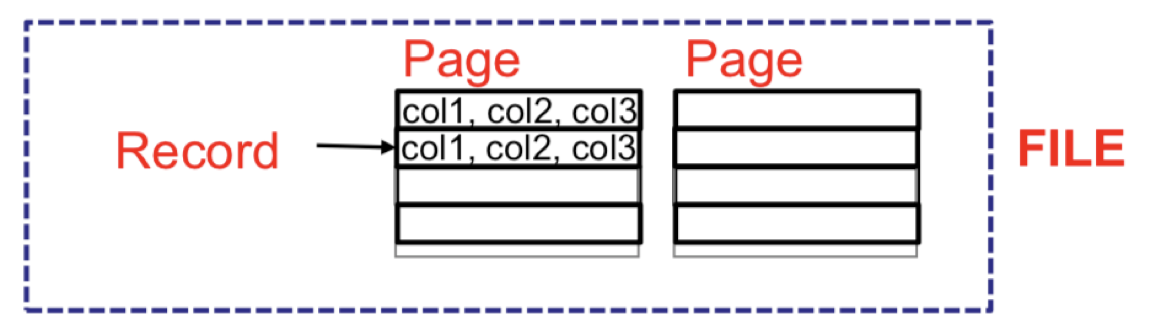 Page
Page
col1, col2, col3
Record
col1, col2, col3
FILE